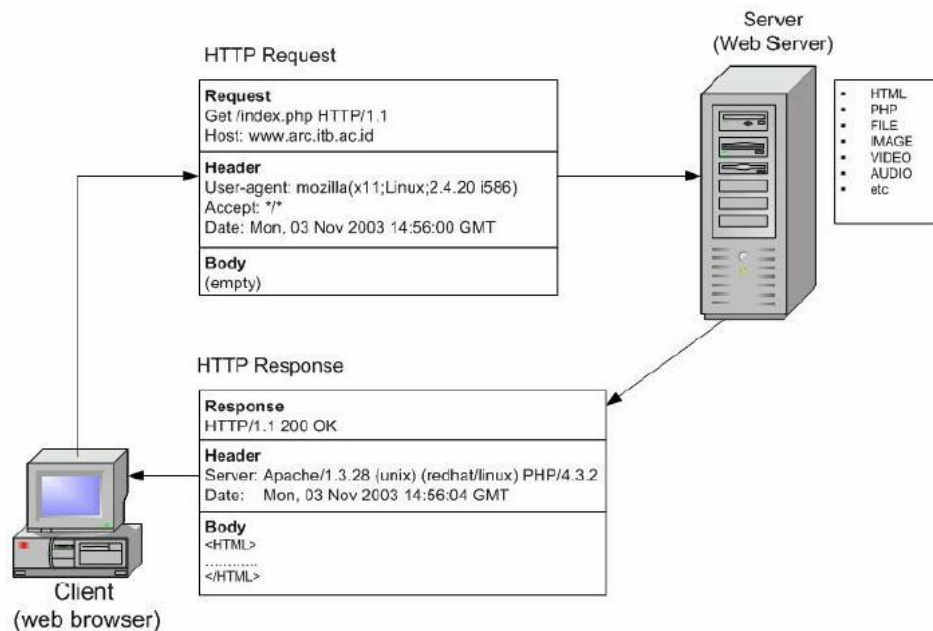 Server
(Web Server)
HTTP Request
Request
Get /index.php HTTP/1.1
Host: www.arc.itb.ac.id
Header
User-agent: mozilla(x11;Linux;2.4.20 i586)
Accept: */*
Date: Mon, 03 Nov 2003 14:56:00 GMT
Body
(empty)
▪ HTML
▪ PHP
▪ FILE
▪ IMAGE
▪ VIDEO
▪ AUDIO
▪ etc
HTTP Response
Response
HTTP/1.1 200 OK
Header
Server: Apache/1.3.28 (unix) (redhat/linux) PHP/4.3.2
Date: Mon, 03 Nov 2003 14:56:04 GMT
Body
<HTML>
............
</HTML>
Client
(web browser)